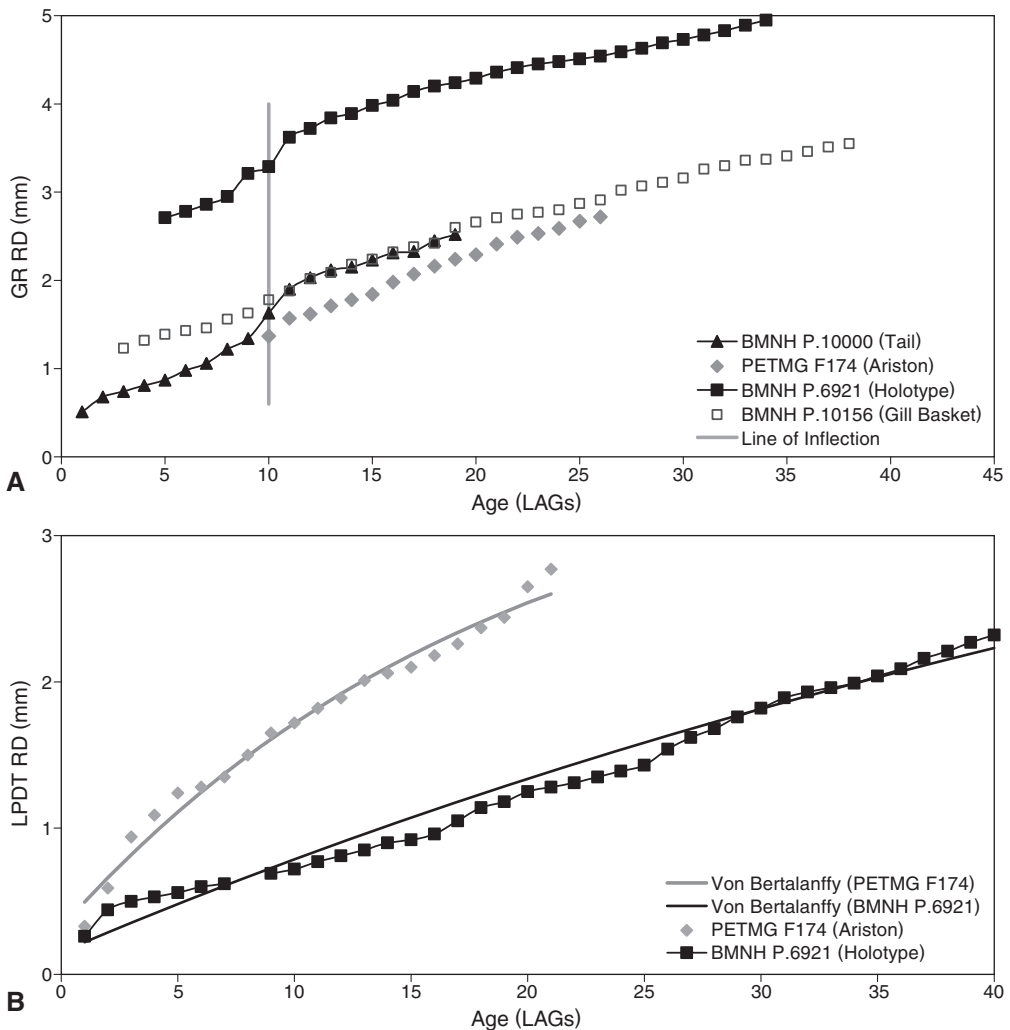 5
4
3
2
1
0
GR RD (mm)
BMNH P.10000 (Tail)
PETMG F174 (Ariston)
BMNH P.6921 (Holotype)
BMNH P.10156 (Gill Basket)
Line of Inflection
0 5 10 15 20 25 30 35 40 45
A
Age (LAGs)
3
2
1
0
LPDT RD (mm)
Von Bertalanffy (PETMG F174)
Von Bertalanffy (BMNH P.6921)
PETMG F174 (Ariston)
BMNH P.6921 (Holotype)
0 5 10 15 20 25 30 35 40
B
Age (LAGs)